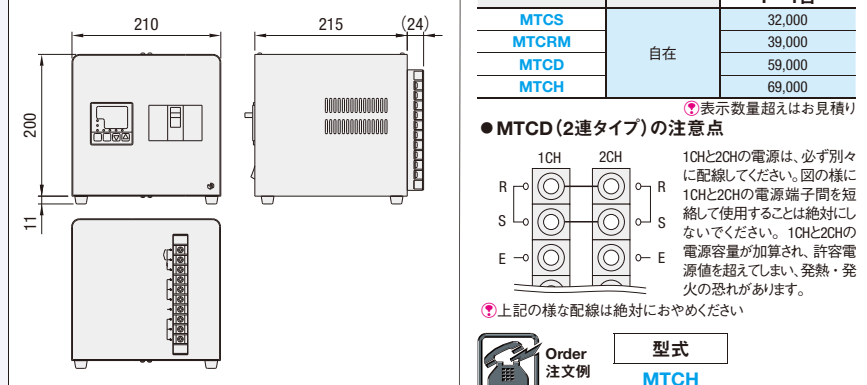 210
215
(24)
200
11
MTCS 32,000
MTCRM 39,000
自在
MTCD 59,000
MTCH 69,000
表示数量超えはお見積り
●MTCD(2連タイプ)の注意点
1CH 2CH
R R
S S
E E
1CHと2CHの電源は、必ず別々
に配線してください。図の様に
1CHと2CHの電源端子間を短
絡して使用することは絶対にし
ないでください。1CHと2CHの
電源容量が加算され、許容電
源値を超えてしまい、発熱・発
火の恐れがあります。
上記の様な配線は絶対におやめください
Order
注文例
型式
MTCH